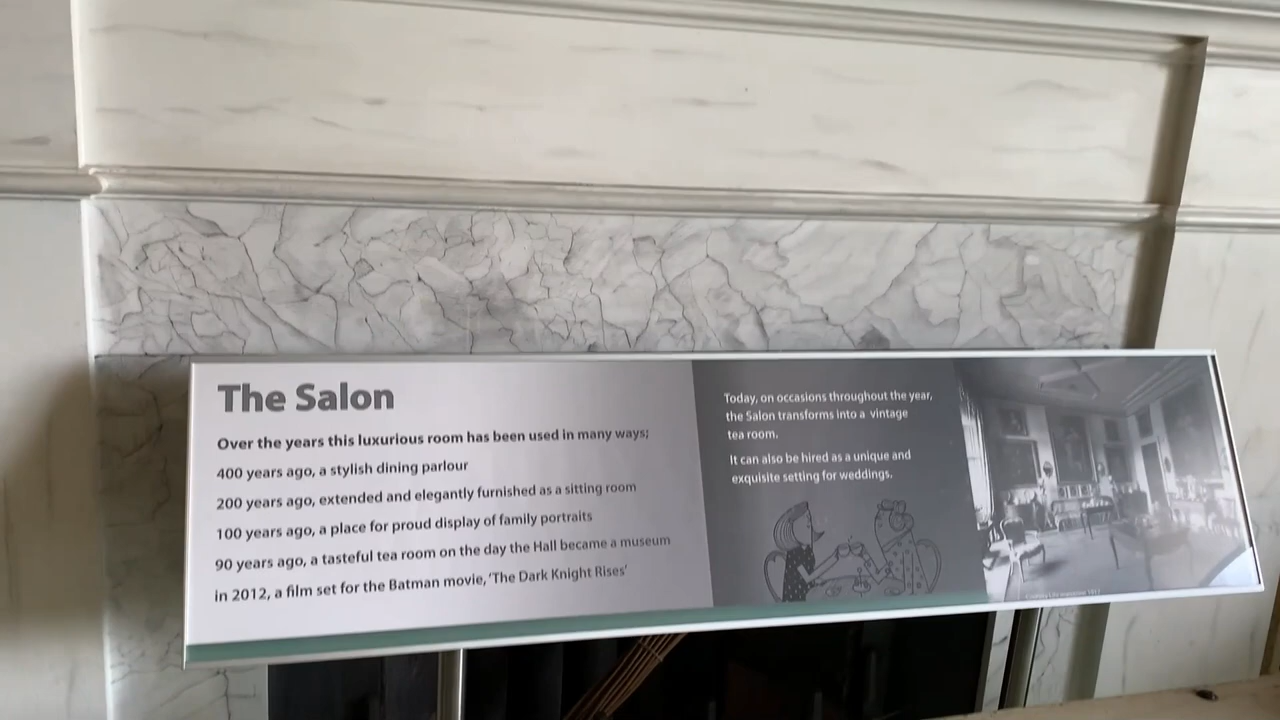 The Salon
Over the years this luxurious room has been used in many ways;
400 years ago, a stylish dining parlour
200 years ago, extended and elegantly furnished as a sitting room
100 years ago, a place for proud display of family portraits
90 years ago, a tasteful tea room on the day the Hall became a museum
in 2012, a film set for the Batman movie, 'The Dark Knight Rises'
Today, on occasions throughout the year,
the Salon transforms into a vintage
tea room.
It can also be hired as a unique and
exquisite setting for weddings.